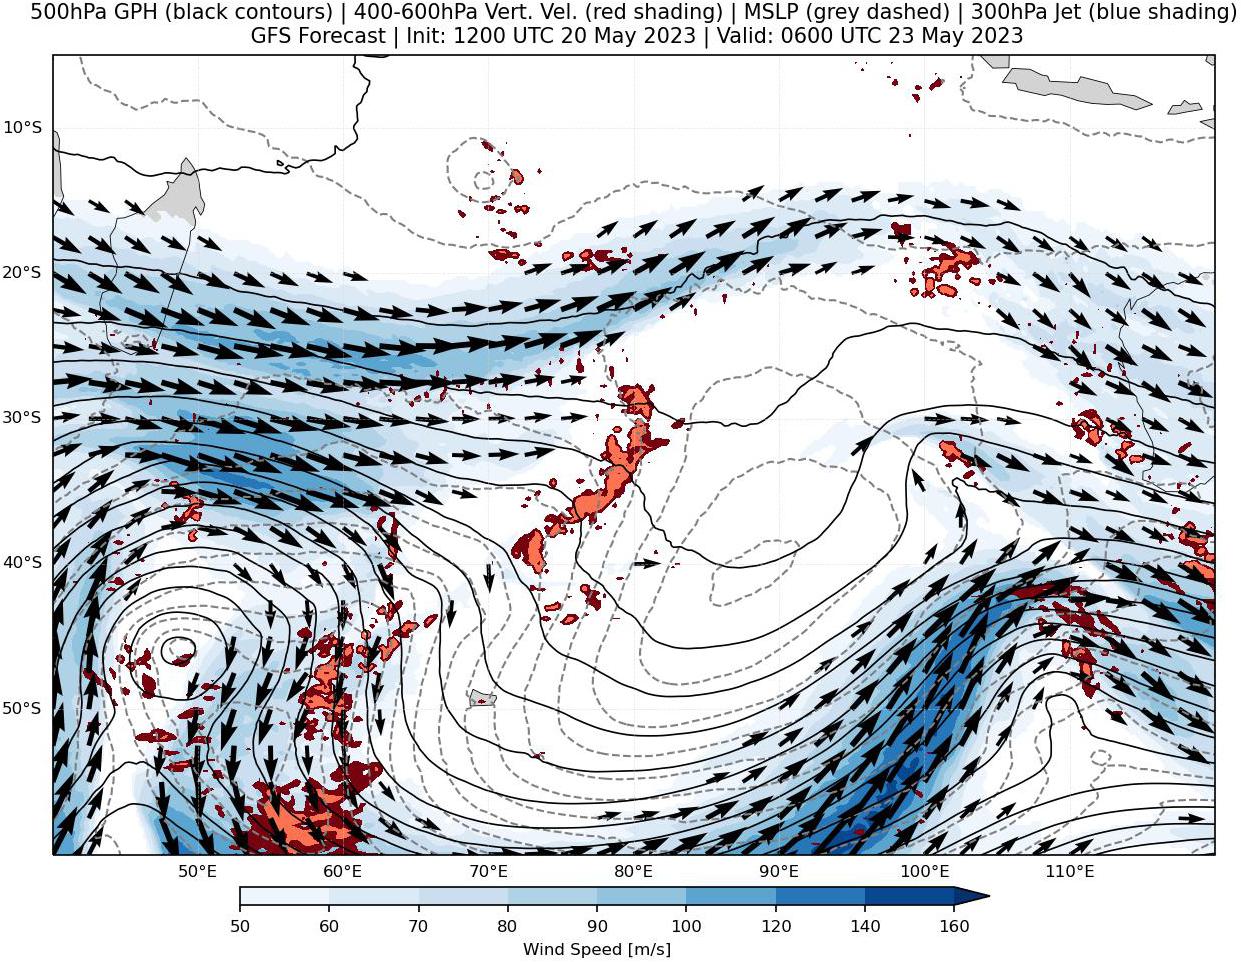 500hPa GPH (black contours) | 400-600hPa Vert. Vel. (red shading) | MSLP (grey dashed) | 300hPa Jet (blue shading)
GFS Forecast | Init: 1200 UTC 20 May 2023 | Valid: 0600 UTC 23 May 2023
10°S
20°S
30°S
40°S
50°S
50°E 60°E 70°E 80°E 90°E 100°E 110°E
50 60 70 80 90 100 120 140 160
Wind Speed [m/s]